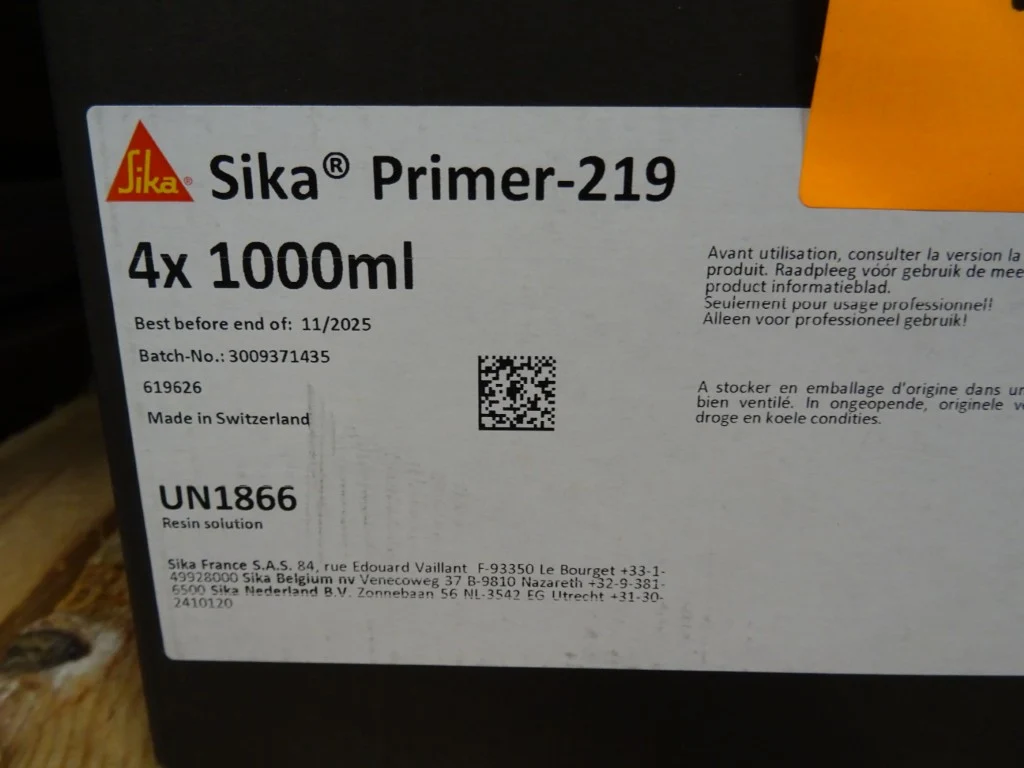 Sika®
Sika® Primer-219
4x 1000ml
Best before end of: 11/2025
Batch-No.: 3009371435
619626
Made in Switzerland
UN1866
Resin solution
Sika France S.A.S. 84, rue Edouard Vaillant F-93350 Le Bourget +33-1-
49928000 Sika Belgium nv Venecoweg 37 B-9810 Nazareth +32-9-381-
6500 Sika Nederland B.V. Zonnebaan 56 NL-3542 EG Utrecht +31-30-
2410120
Avant utilisation, consulter la version la
produit. Raadpleeg vóór gebruik de mee
product informatieblad.
Seulement pour usage professionnel!
Alleen voor professioneel gebruik!
A stocker en emballage d'origine dans un
bien ventilé. In ongeopende, originele
droge en koele condities.